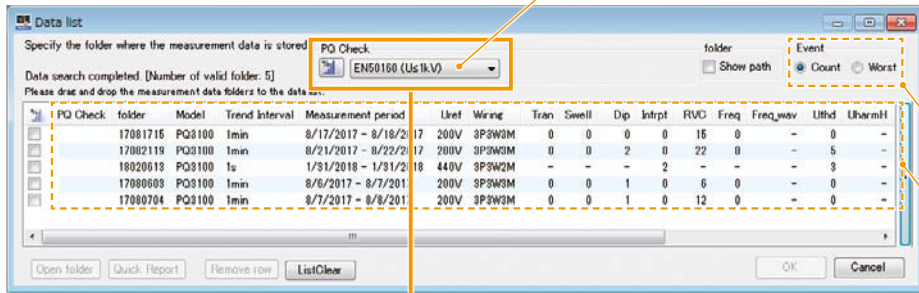 Data list
Specify the folder where the measurement data is stored
PQ Check
EN50160 (U≤1kV)
folder
Show path
Event
Count Worst
Data search completed. [Number of valid folder: 5]
Please drag and drop the measurement data folders to the data list.
PQ Check folder Model Trend Interval Measurement period Uref Wiring Tran Swell Dip Intrpt RVC Freq Freq_wav Uthd UharmH
17081715 PQ3100 1min 8/17/2017 - 8/18/2017 200V 3P3W3M 0 0 0 0 15 0 - 0 -
17082119 PQ3100 1min 8/21/2017 - 8/22/2017 200V 3P3W3M 0 0 2 0 22 0 - 5 -
18020613 PQ3100 1s 1/31/2018 - 1/31/2018 440V 3P3W2M - - - 2 - - - 3 -
17080603 PQ3100 1min 8/6/2017 - 8/7/2017 200V 3P3W3M 0 0 1 0 6 0 - 0 -
17080704 PQ3100 1min 8/7/2017 - 8/8/2017 200V 3P3W3M 0 0 1 0 12 0 - 0 -
Open folder Quick Report Remove row ListClear OK Cancel